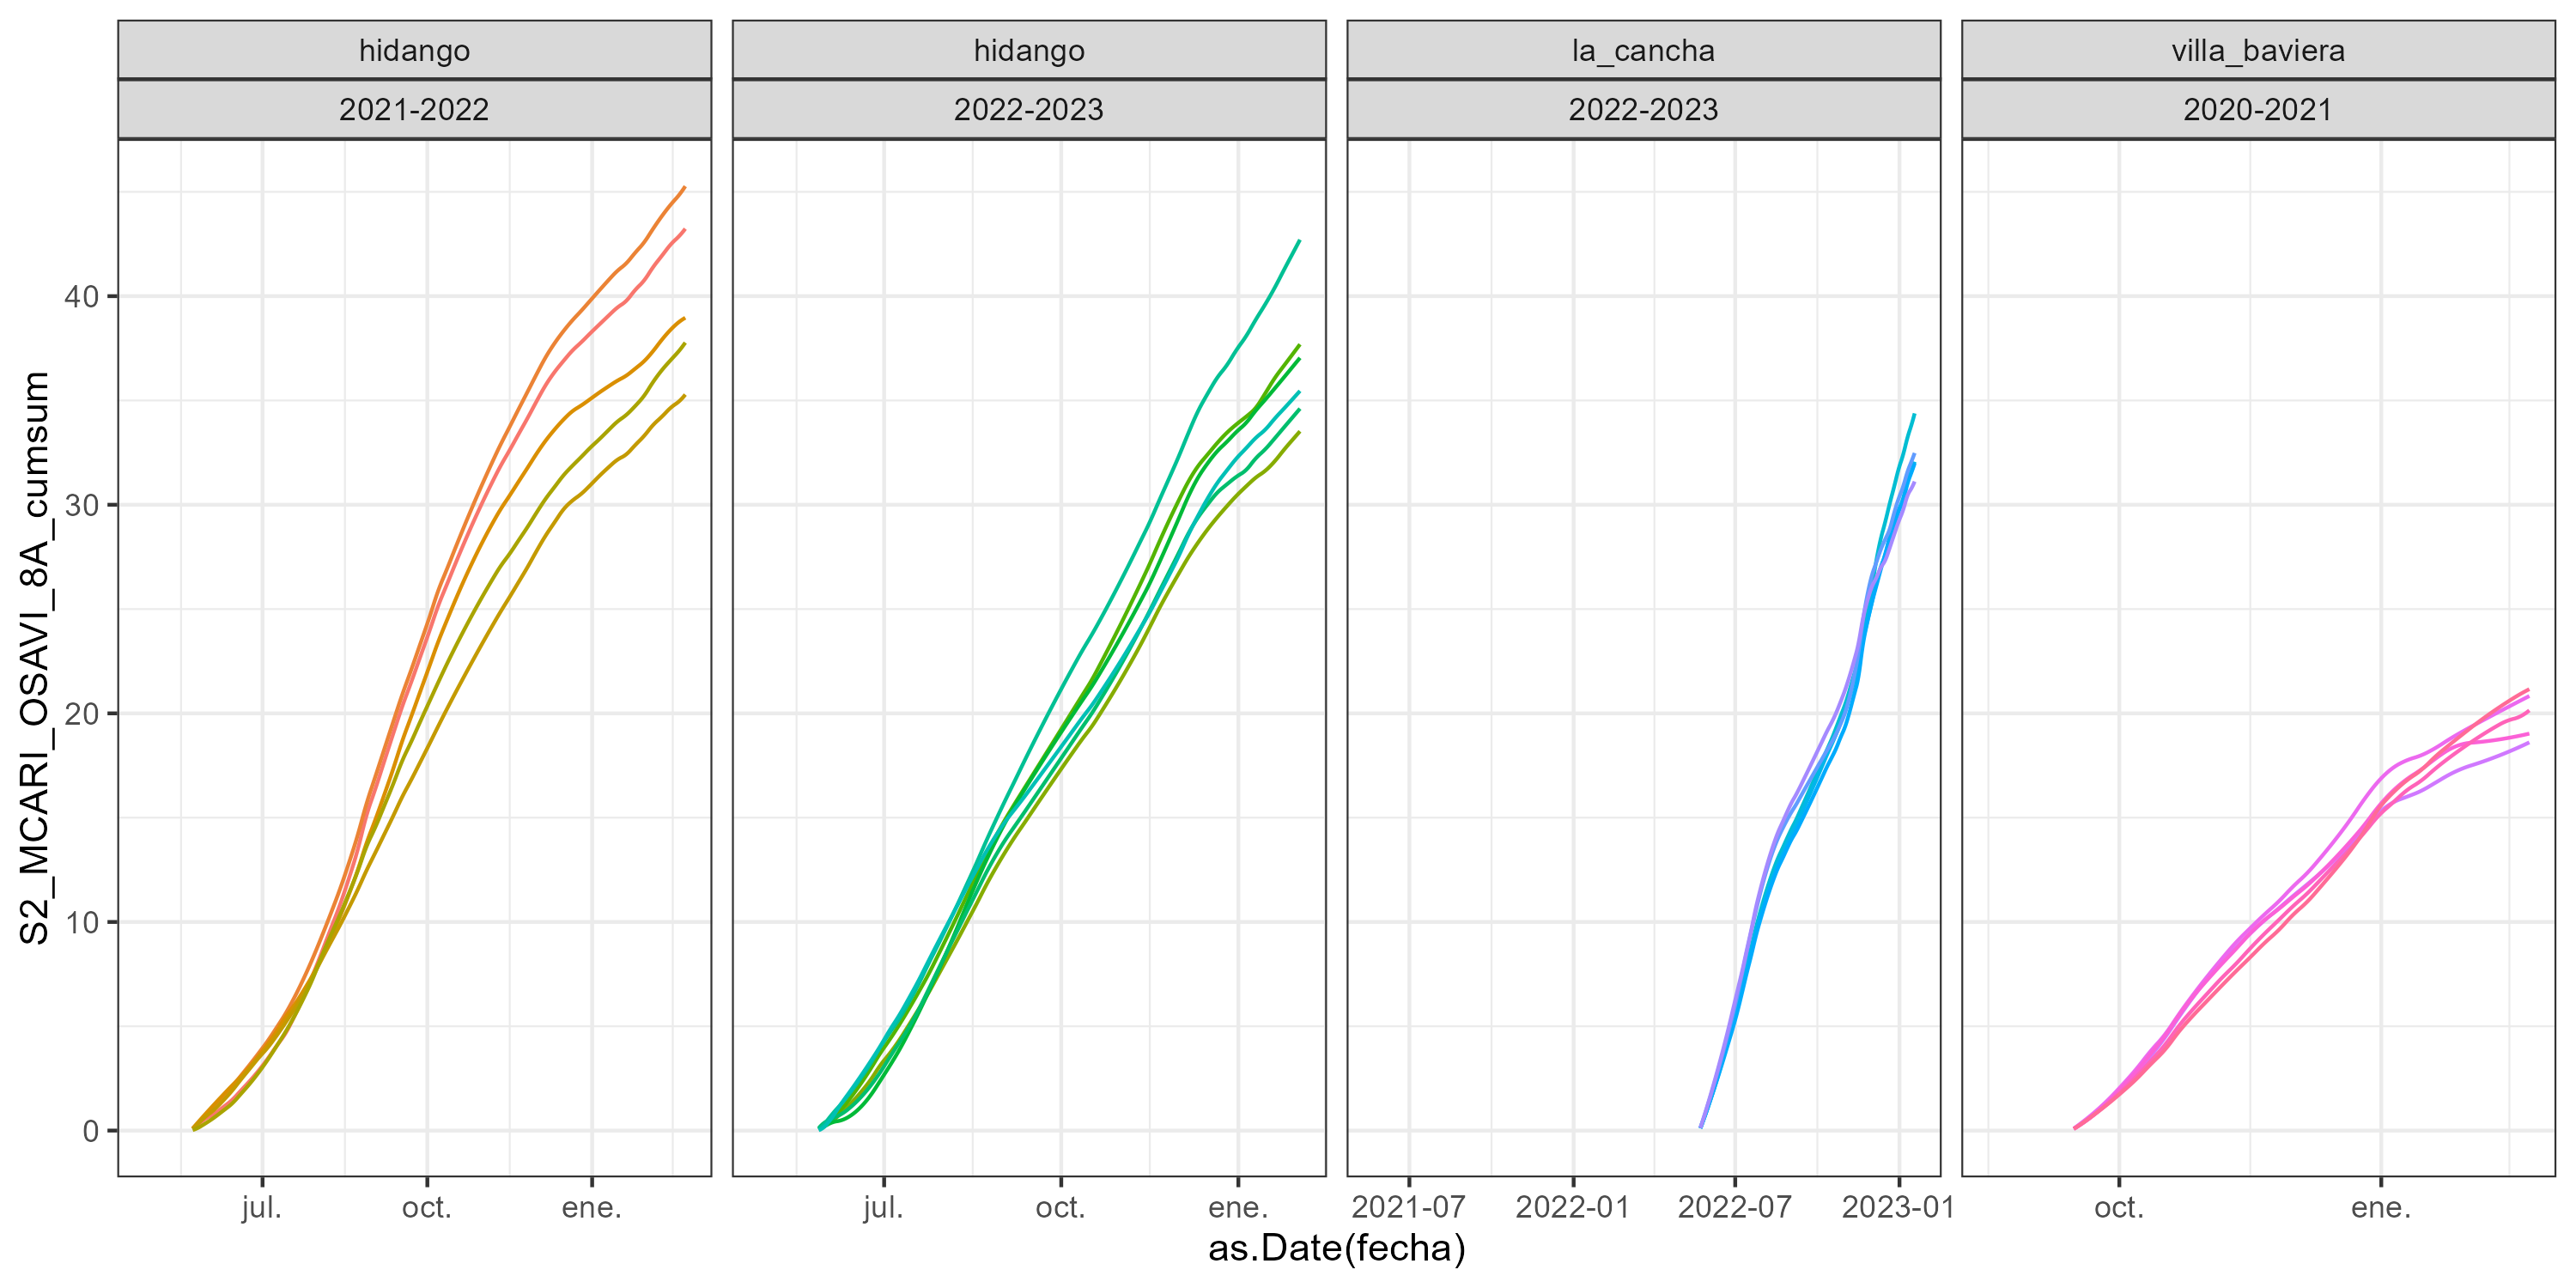 hidango
hidango
la_cancha
villa_baviera
2021-2022
2022-2023
2022-2023
2020-2021
S2_MCARI_OSAVI_8A_cumsum
40
30
20
10
0
jul.
oct.
ene.
jul.
oct.
ene.
2021-07
2022-01
2022-07
2023-01
oct.
ene.
as.Date(fecha)